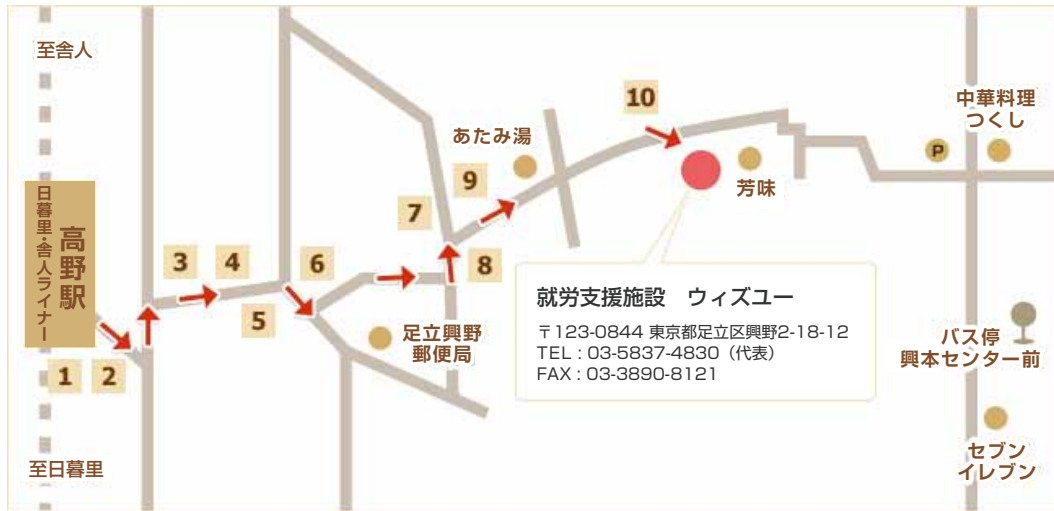 至舎人
日暮里・舎人ライナー
高野駅
至日暮里
1
2
3
4
5
6
7
8
9
10
あたみ湯
足立興野
郵便局
芳味
中華料理
つくし
P
就労支援施設　ウィズユー
〒123-0844 東京都足立区興野2-18-12
TEL : 03-5837-4830（代表）
FAX : 03-3890-8121
バス停
興本センター前
セブン
イレブン